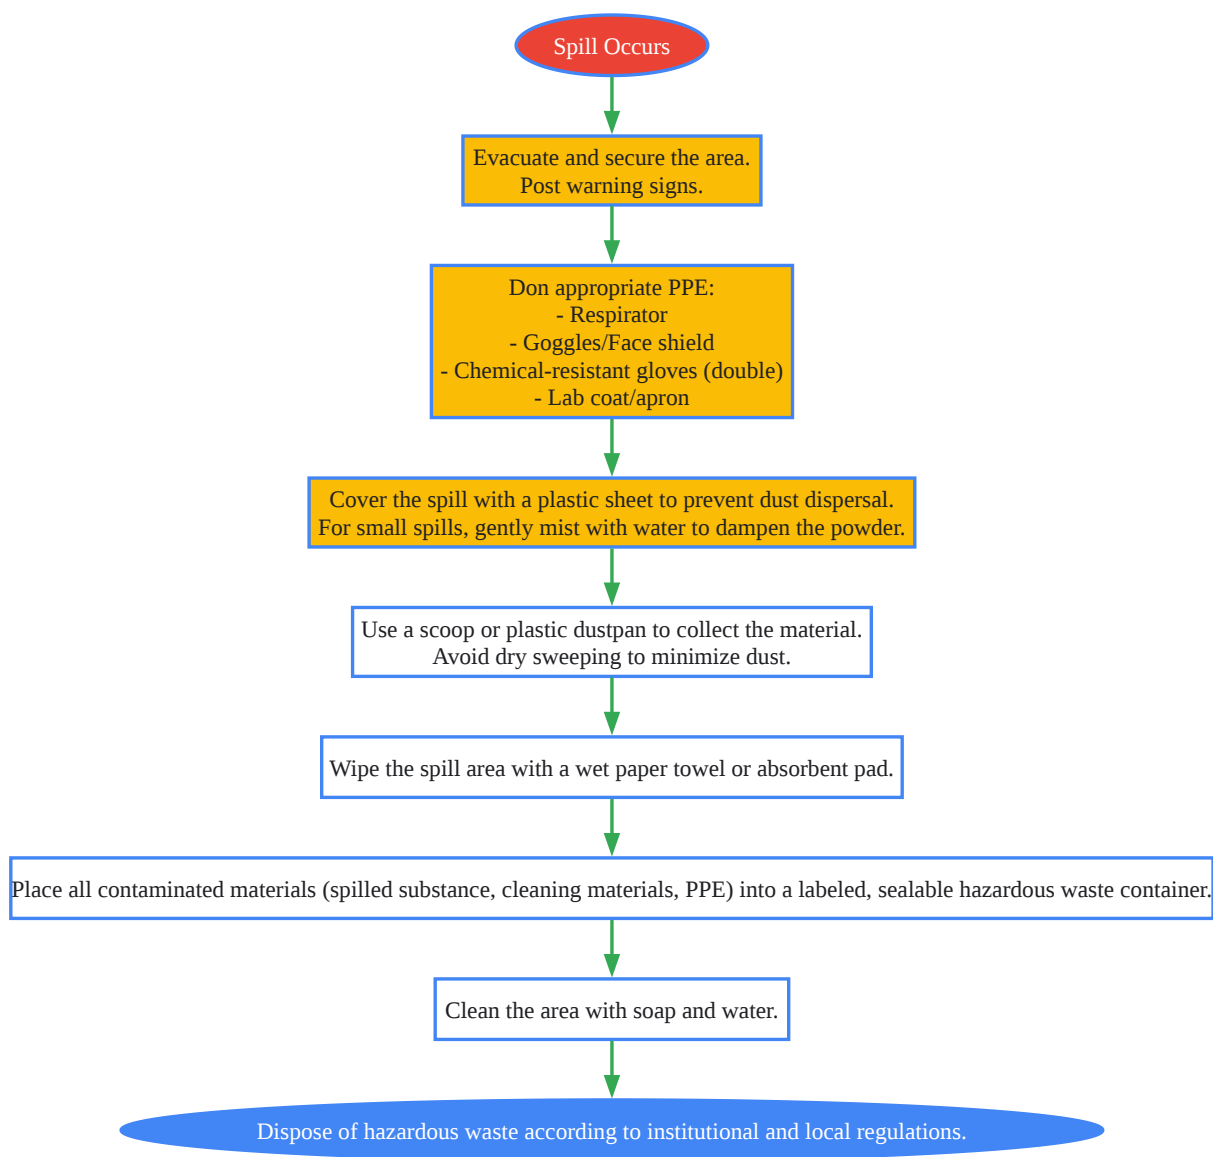 Spill Occurs
Evacuate and secure the area.
Post warning signs.
Don appropriate PPE:
- Respirator
- Goggles/Face shield
- Chemical-resistant gloves (double)
- Lab coat/apron
Cover the spill with a plastic sheet to prevent dust dispersal.
For small spills, gently mist with water to dampen the powder.
Use a scoop or plastic dustpan to collect the material.
Avoid dry sweeping to minimize dust.
Wipe the spill area with a wet paper towel or absorbent pad.
Place all contaminated materials (spilled substance, cleaning materials, PPE) into a labeled, sealable hazardous waste container.
Clean the area with soap and water.
Dispose of hazardous waste according to institutional and local regulations.